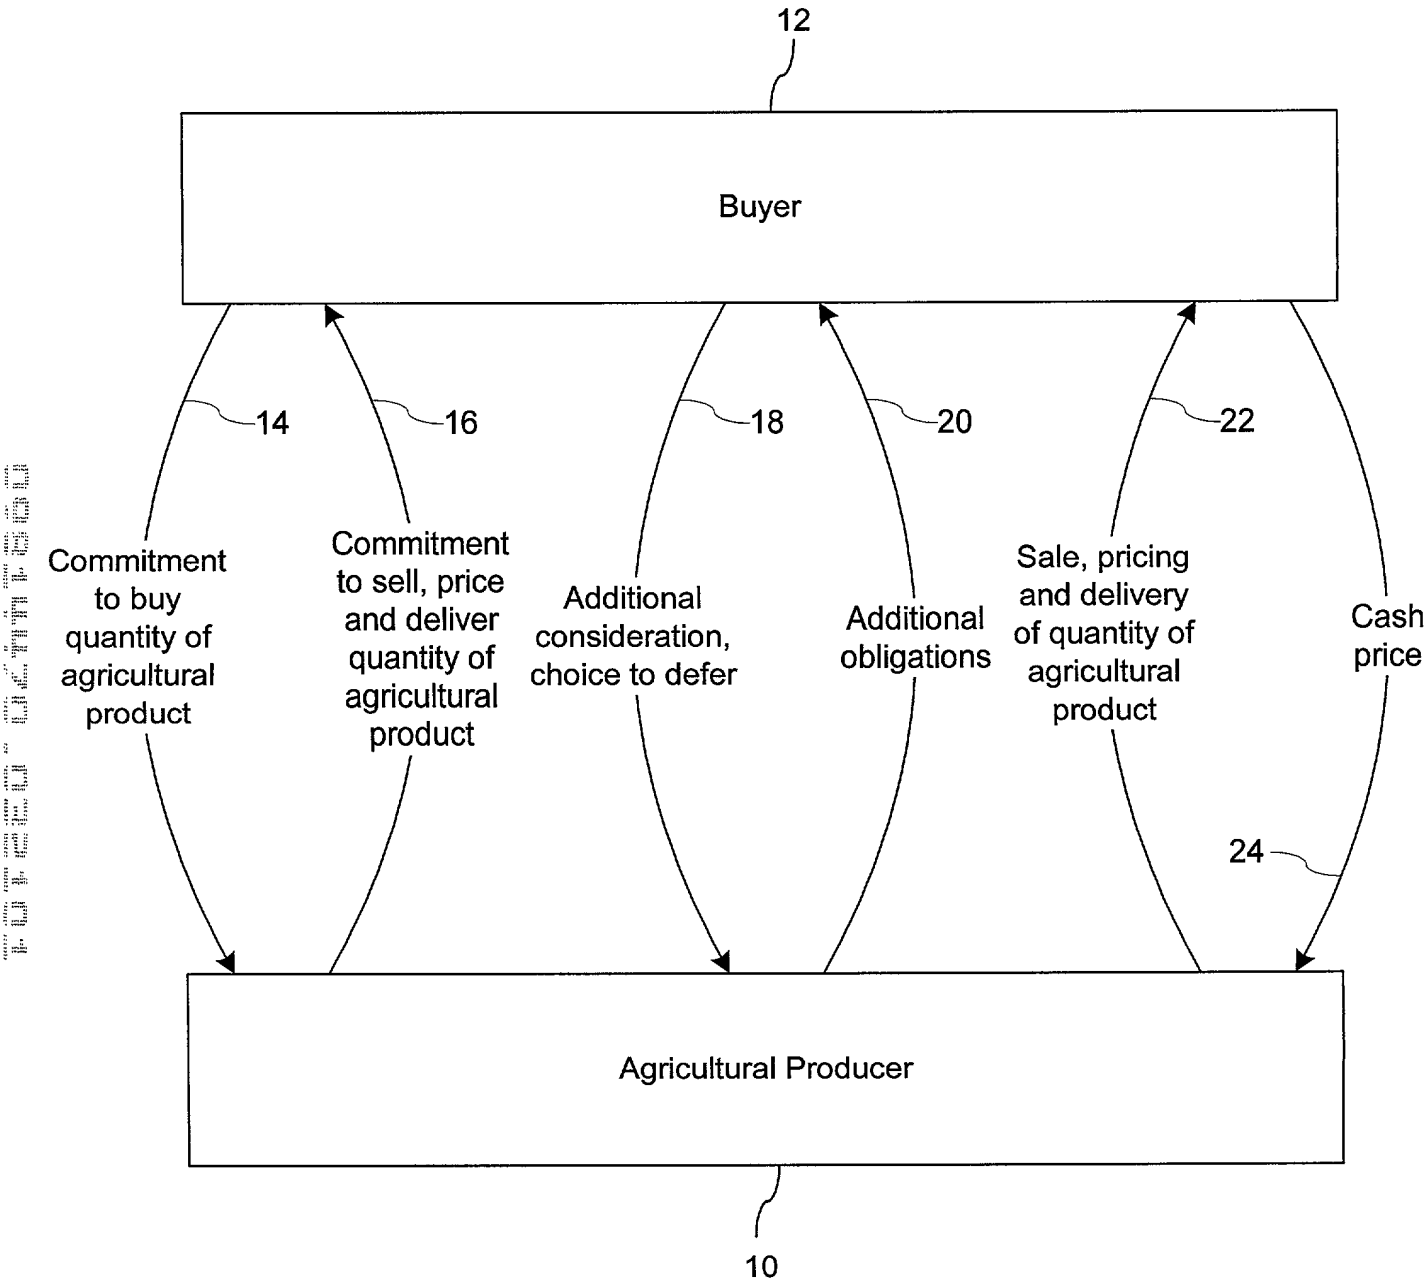 12
Buyer
14
16
18
20
22
Commitment
to buy
quantity of
agricultural
product
Commitment
to sell, price
and deliver
quantity of
agricultural
product
Additional
consideration,
choice to defer
Additional
obligations
Sale, pricing
and delivery
of quantity of
agricultural
product
Cash
price
24
Agricultural Producer
10